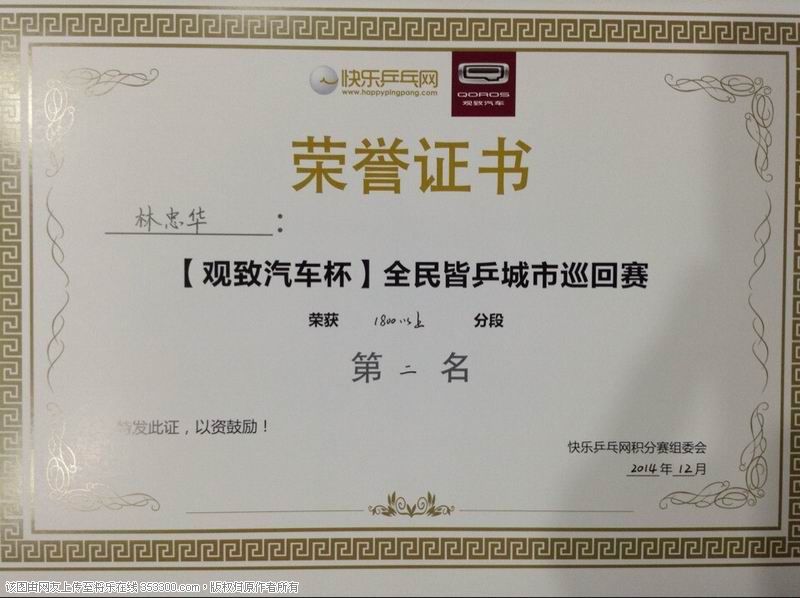 快乐乒乓网
www.happypingpang.com
QOROS
观致汽车
荣誉证书
林忠华：
【观致汽车杯】全民皆乒城市巡回赛
荣获 1800以上 分段
第二名
特发此证，以资鼓励！
快乐乒乓网积分赛组委会
2014年12月
该图由网友上传至将乐在线353300.com，版权归原作者所有